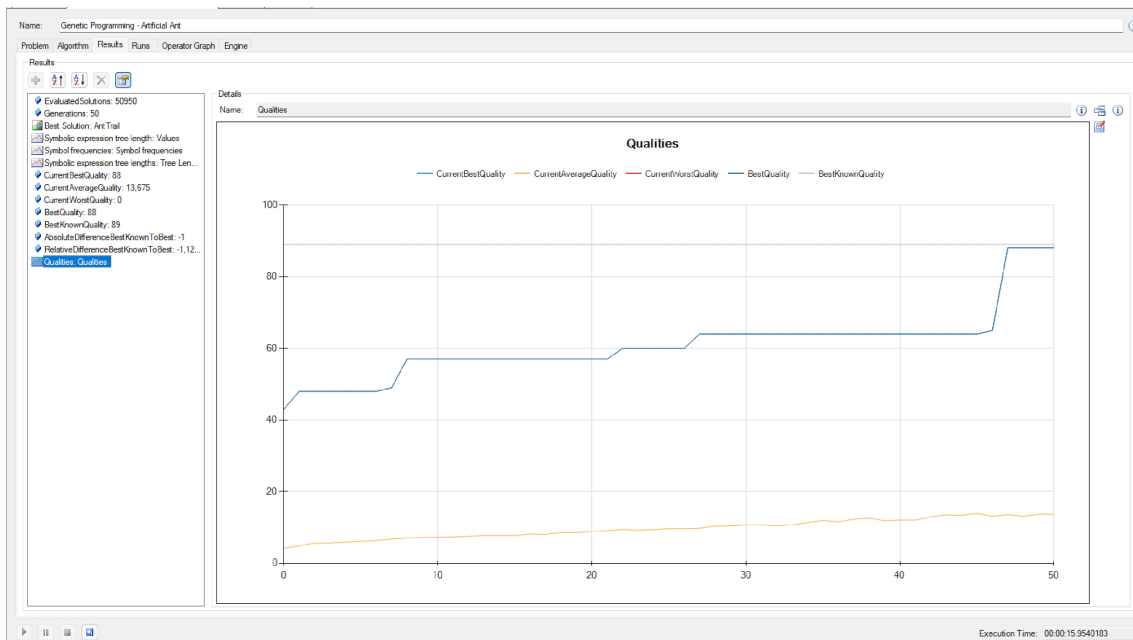 Name: Genetic Programming - Artificial Ant
Problem Algorithm Results Runs Operator Graph Engine
Results
EvaluatedSolutions: 50950
Generations: 50
Best Solution: Ant Trail
Symbolic expression tree length: Values
Symbol frequencies: Symbol frequencies
Symbolic expression tree lengths: Tree Len...
CurrentBestQuality: 88
CurrentAverageQuality: 13,675
CurrentWorstQuality: 0
BestQuality: 88
BestKnownQuality: 89
AbsoluteDifferenceBestKnownToBest: -1
RelativeDifferenceBestKnownToBest: -1,12...
Qualities: Qualities
Details
Name: Qualities
Qualities
CurrentBestQuality CurrentAverageQuality CurrentWorstQuality BestQuality BestKnownQuality
100
80
60
40
20
0
0 10 20 30 40 50
Execution Time: 00:00:15.9540183